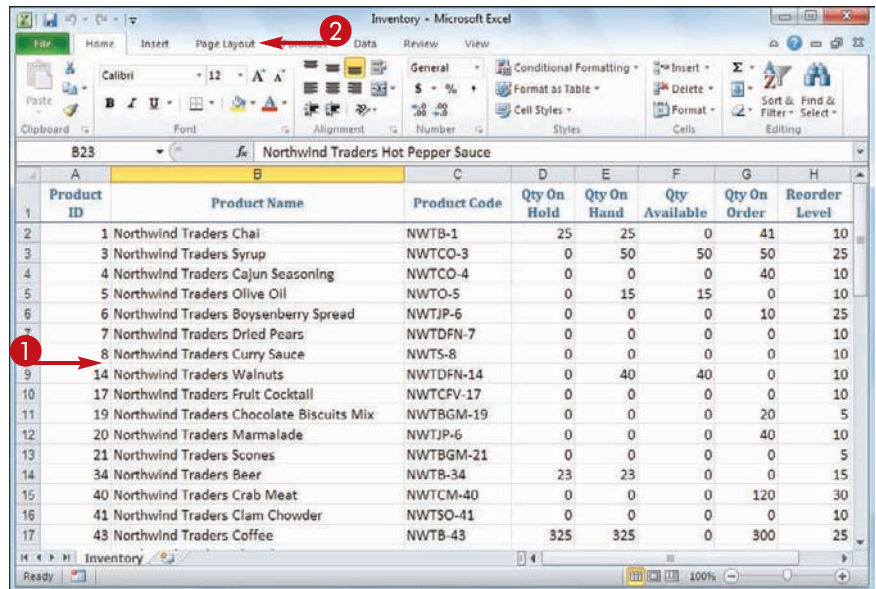 Inventory - Microsoft Excel
2
File Home Insert Page Layout Formulas Data Review View
Calibri 12 A A General Conditional Formatting Insert Σ
Paste B I U A $ % , Format as Table Delete Sort & Find &
Cell Styles Format Filter Select
Clipboard Font Alignment Number Styles Cells Editing
B23 fx Northwind Traders Hot Pepper Sauce
A B C D E F G H
1 Product ID Product Name Product Code Qty On Hold Qty On Hand Qty Available Qty On Order Reorder Level
2 1 Northwind Traders Chai NWTB-1 25 25 0 41 10
3 3 Northwind Traders Syrup NWTCO-3 0 50 50 50 25
4 4 Northwind Traders Cajun Seasoning NWTCO-4 0 0 0 40 10
5 5 Northwind Traders Olive Oil NWTO-5 0 15 15 0 10
6 6 Northwind Traders Boysenberry Spread NWTJP-6 0 0 0 10 25
7 7 Northwind Traders Dried Pears NWTDFN-7 0 0 0 0 10
1 8 Northwind Traders Curry Sauce NWTS-8 0 0 0 0 10
9 14 Northwind Traders Walnuts NWTDFN-14 0 40 40 0 10
10 17 Northwind Traders Fruit Cocktail NWTCFV-17 0 0 0 0 10
11 19 Northwind Traders Chocolate Biscuits Mix NWTBGM-19 0 0 0 20 5
12 20 Northwind Traders Marmalade NWTJP-6 0 0 0 40 10
13 21 Northwind Traders Scones NWTBGM-21 0 0 0 0 5
14 34 Northwind Traders Beer NWTB-34 23 23 0 0 15
15 40 Northwind Traders Crab Meat NWTCM-40 0 0 0 120 30
16 41 Northwind Traders Clam Chowder NWTSO-41 0 0 0 0 10
17 43 Northwind Traders Coffee NWTB-43 325 325 0 300 25
Inventory
Ready 100%